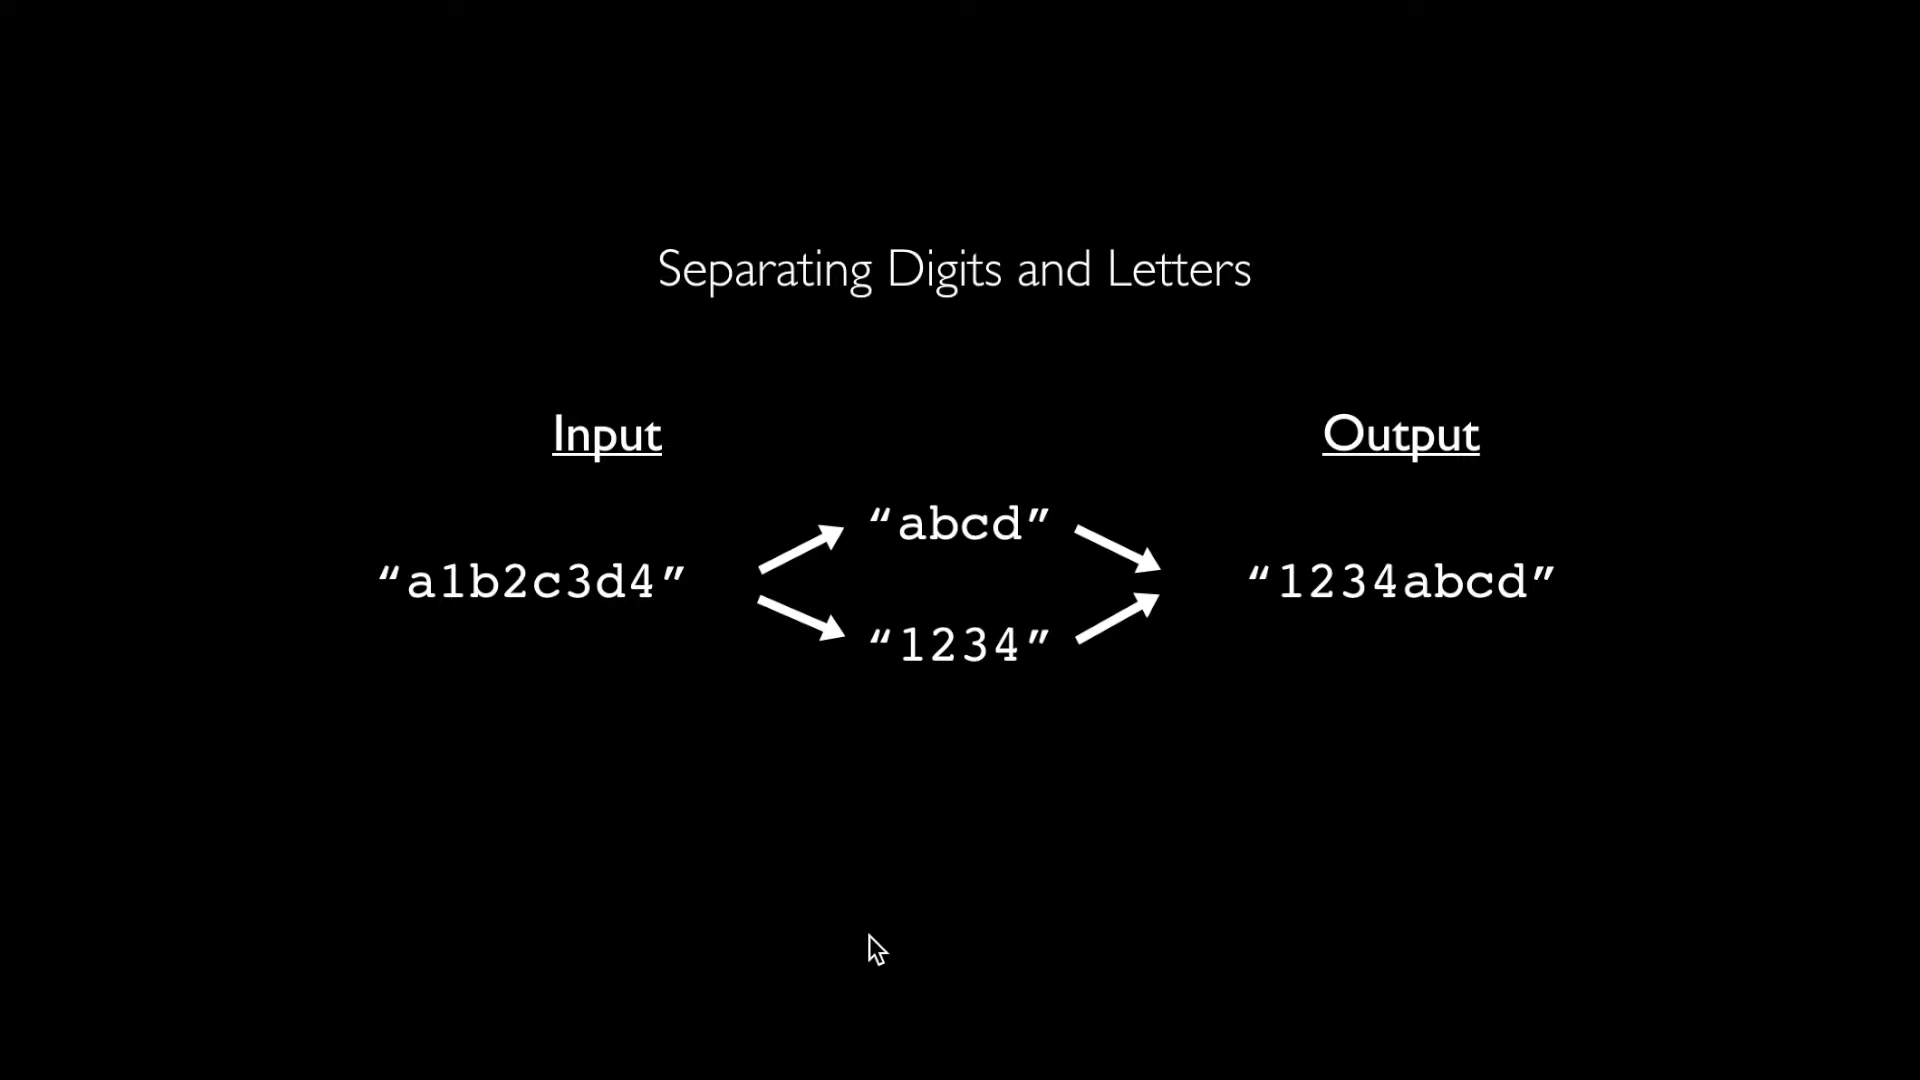 Separating Digits and Letters
Input
Output
“abcd”
“a1b2c3d4”
“1234abcd”
“1234”